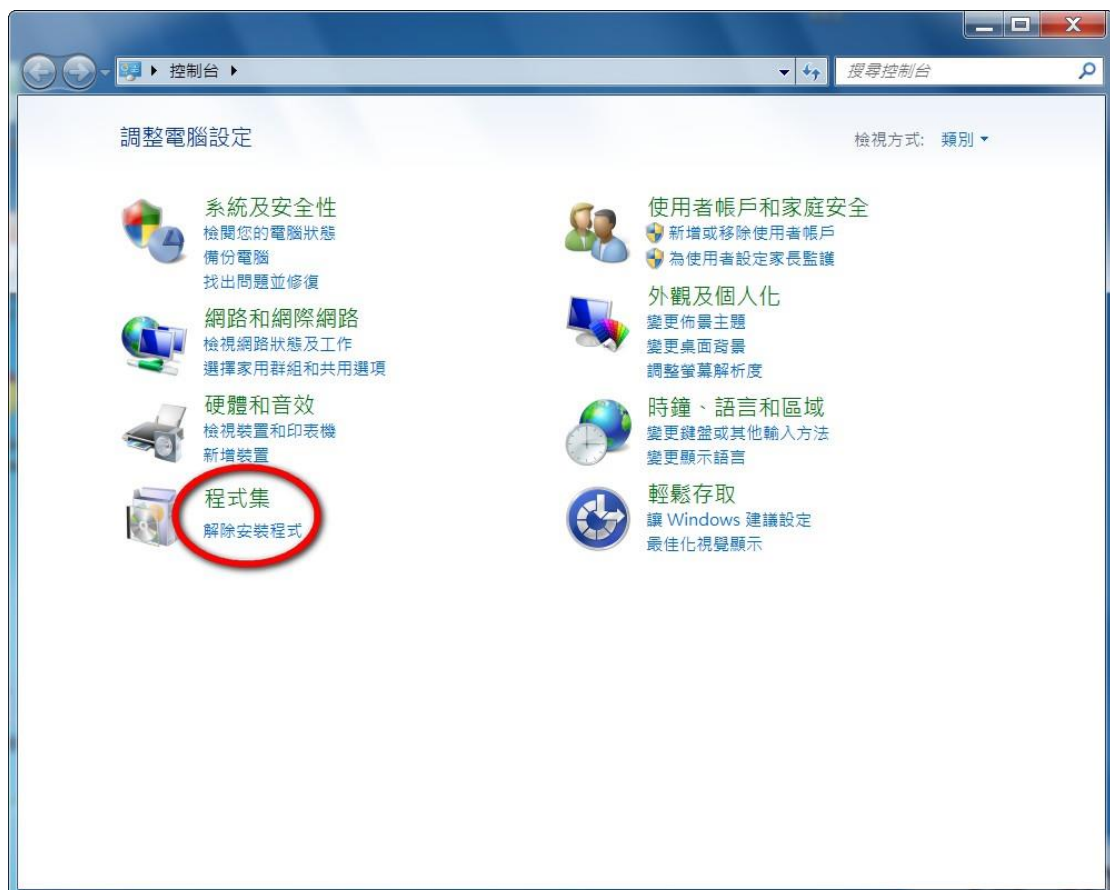 控制台
搜尋控制台
調整電腦設定
檢視方式: 類別
系統及安全性
檢閱您的電腦狀態
備份電腦
找出問題並修復
網路和網際網路
檢視網路狀態及工作
選擇家用群組和共用選項
硬體和音效
檢視裝置和印表機
新增裝置
程式集
解除安裝程式
使用者帳戶和家庭安全
新增或移除使用者帳戶
為使用者設定家長監護
外觀及個人化
變更佈景主題
變更桌面背景
調整螢幕解析度
時鐘、語言和區域
變更鍵盤或其他輸入方法
變更顯示語言
輕鬆存取
讓 Windows 建議設定
最佳化視覺顯示